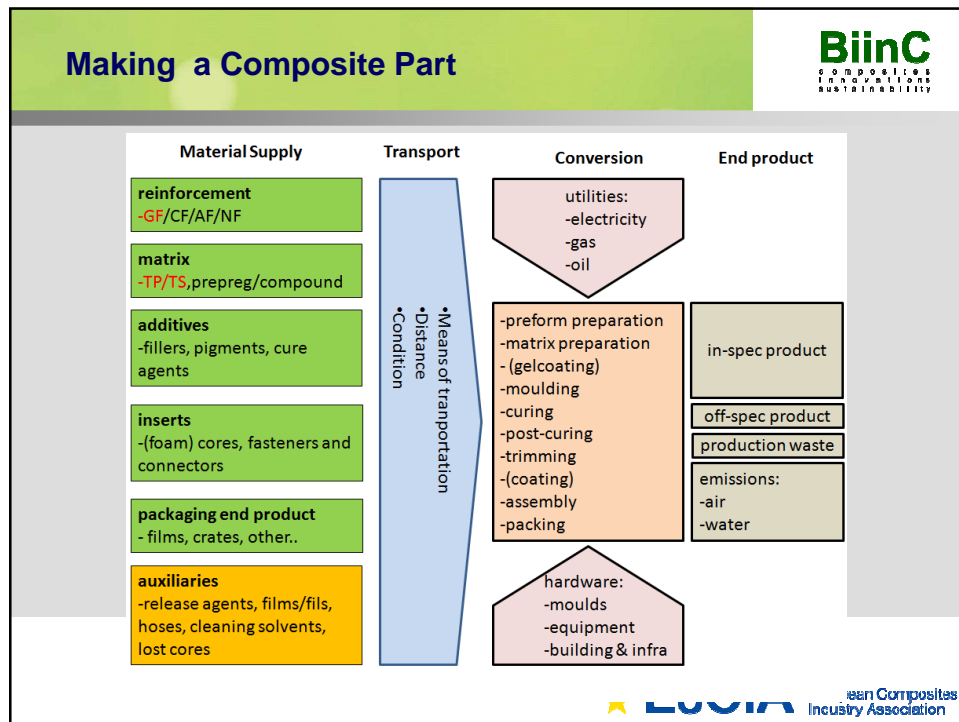 Making a Composite Part
BiinC
composites
innovations
sustainability
Material Supply
reinforcement
-GF/CF/AF/NF
matrix
-TP/TS,prepreg/compound
additives
-fillers, pigments, cure
agents
inserts
-(foam) cores, fasteners and
connectors
packaging end product
- films, crates, other..
auxiliaries
-release agents, films/fils,
hoses, cleaning solvents,
lost cores
Transport
•Means of tranportation
•Distance
•Condition
Conversion
utilities:
-electricity
-gas
-oil
-preform preparation
-matrix preparation
- (gelcoating)
-moulding
-curing
-post-curing
-trimming
-(coating)
-assembly
-packing
hardware:
-moulds
-equipment
-building & infra
End product
in-spec product
off-spec product
production waste
emissions:
-air
-water
Composites
Industry Association